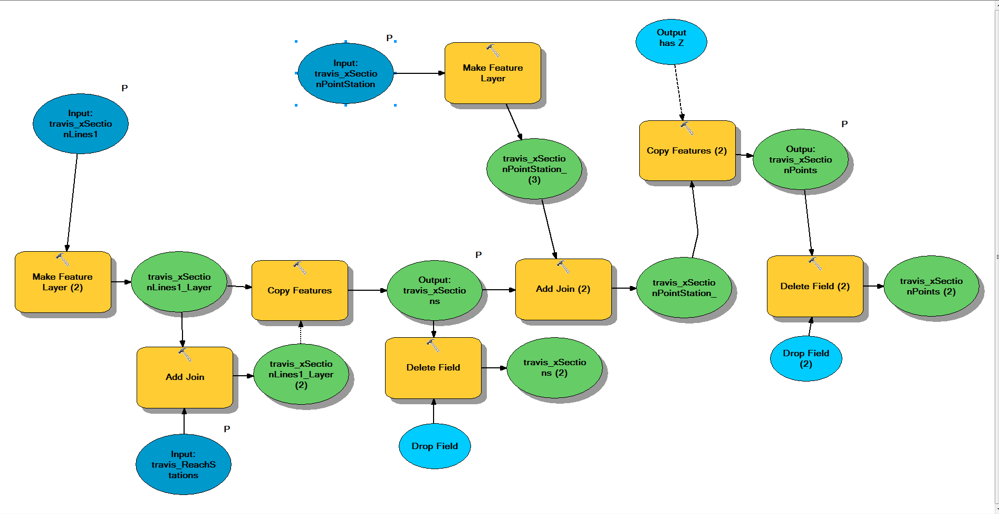 Output
has Z
P
Input:
travis_xSectio
nPointStation
Make Feature
Layer
P
Input:
travis_xSectio
nLines1
P
Copy Features (2)
Outpu:
travis_xSectio
nPoints
travis_xSectio
nPointStation_
(3)
Make Feature
Layer (2)
travis_xSectio
nLines1_Layer
Copy Features
P
Output:
travis_xSectio
ns
Add Join (2)
travis_xSectio
nPointStation_
Delete Field (2)
travis_xSectio
nPoints (2)
Add Join
travis_xSectio
nLines1_Layer
(2)
Delete Field
travis_xSectio
ns (2)
Drop Field
(2)
P
Input:
travis_ReachS
tations
Drop Field